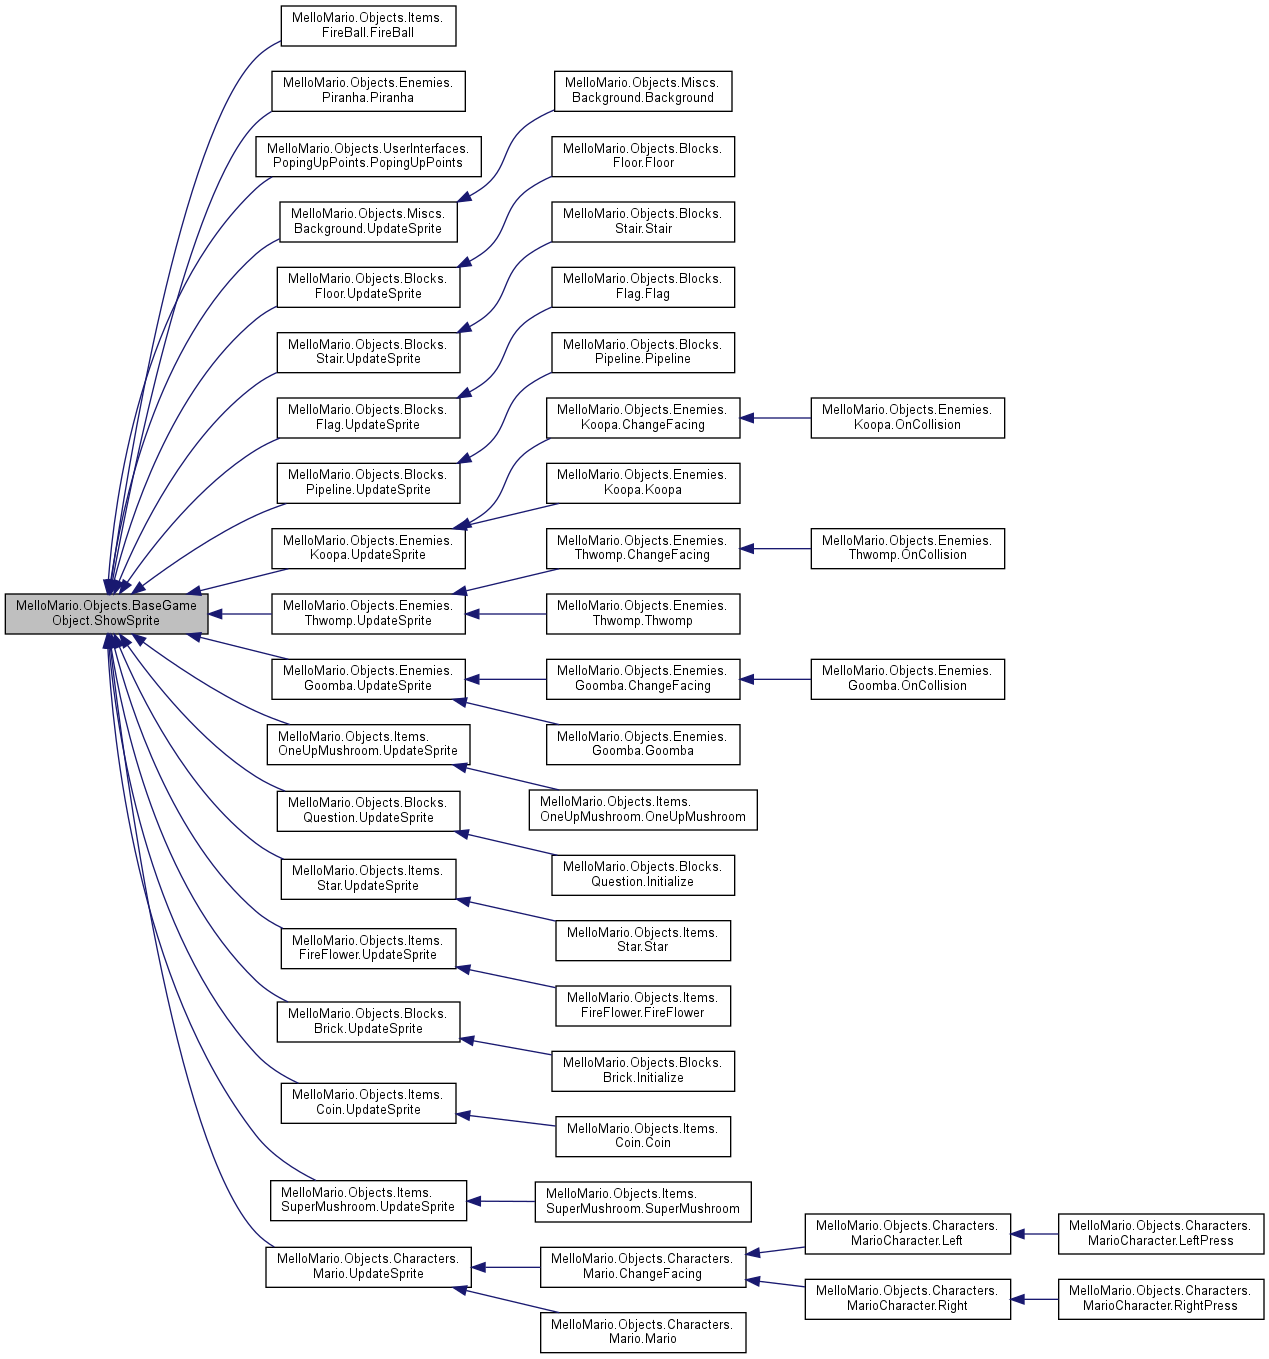 MelloMario.Objects.Items.
FireBall.FireBall
MelloMario.Objects.Enemies.
Piranha.Piranha
MelloMario.Objects.UserInterfaces.
PopingUpPoints.PopingUpPoints
MelloMario.Objects.Miscs.
Background.UpdateSprite
MelloMario.Objects.Miscs.
Background.Background
MelloMario.Objects.Blocks.
Floor.UpdateSprite
MelloMario.Objects.Blocks.
Floor.Floor
MelloMario.Objects.Blocks.
Stair.UpdateSprite
MelloMario.Objects.Blocks.
Stair.Stair
MelloMario.Objects.Blocks.
Flag.UpdateSprite
MelloMario.Objects.Blocks.
Flag.Flag
MelloMario.Objects.Blocks.
Pipeline.UpdateSprite
MelloMario.Objects.Blocks.
Pipeline.Pipeline
MelloMario.Objects.Enemies.
Koopa.UpdateSprite
MelloMario.Objects.Enemies.
Koopa.ChangeFacing
MelloMario.Objects.Enemies.
Koopa.OnCollision
MelloMario.Objects.Enemies.
Koopa.Koopa
MelloMario.Objects.BaseGame
Object.ShowSprite
MelloMario.Objects.Enemies.
Thwomp.UpdateSprite
MelloMario.Objects.Enemies.
Thwomp.ChangeFacing
MelloMario.Objects.Enemies.
Thwomp.OnCollision
MelloMario.Objects.Enemies.
Thwomp.Thwomp
MelloMario.Objects.Enemies.
Goomba.UpdateSprite
MelloMario.Objects.Enemies.
Goomba.ChangeFacing
MelloMario.Objects.Enemies.
Goomba.OnCollision
MelloMario.Objects.Enemies.
Goomba.Goomba
MelloMario.Objects.Items.
OneUpMushroom.UpdateSprite
MelloMario.Objects.Items.
OneUpMushroom.OneUpMushroom
MelloMario.Objects.Blocks.
Question.UpdateSprite
MelloMario.Objects.Blocks.
Question.Initialize
MelloMario.Objects.Items.
Star.UpdateSprite
MelloMario.Objects.Items.
Star.Star
MelloMario.Objects.Items.
FireFlower.UpdateSprite
MelloMario.Objects.Items.
FireFlower.FireFlower
MelloMario.Objects.Blocks.
Brick.UpdateSprite
MelloMario.Objects.Blocks.
Brick.Initialize
MelloMario.Objects.Items.
Coin.UpdateSprite
MelloMario.Objects.Items.
Coin.Coin
MelloMario.Objects.Items.
SuperMushroom.UpdateSprite
MelloMario.Objects.Items.
SuperMushroom.SuperMushroom
MelloMario.Objects.Characters.
Mario.UpdateSprite
MelloMario.Objects.Characters.
Mario.ChangeFacing
MelloMario.Objects.Characters.
MarioCharacter.Left
MelloMario.Objects.Characters.
MarioCharacter.LeftPress
MelloMario.Objects.Characters.
MarioCharacter.Right
MelloMario.Objects.Characters.
MarioCharacter.RightPress
MelloMario.Objects.Characters.
Mario.Mario